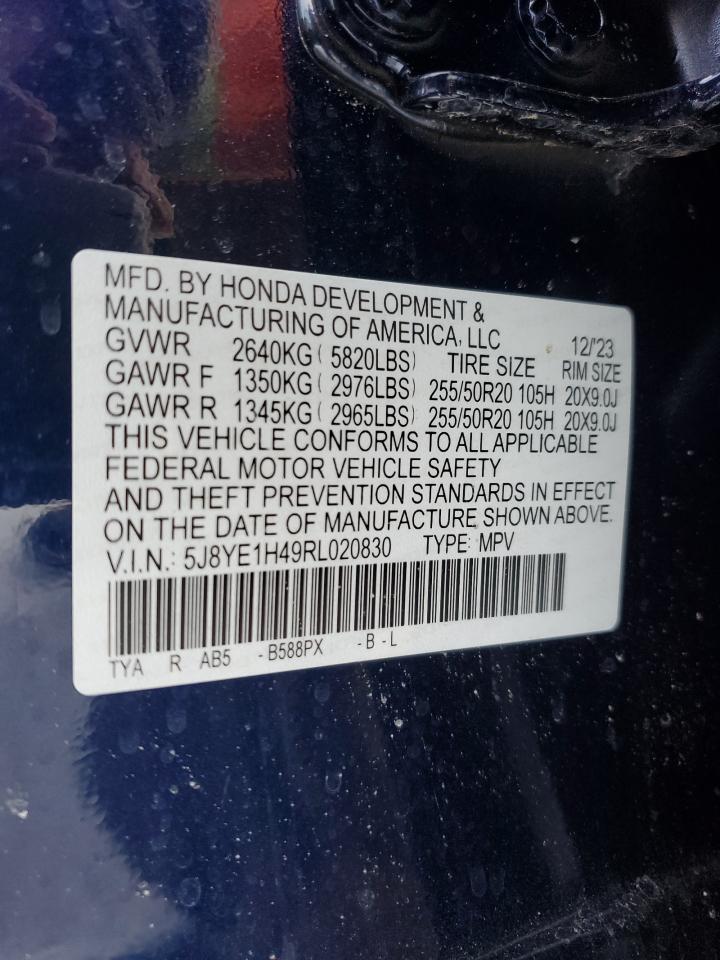 MFD. BY HONDA DEVELOPMENT &
MANUFACTURING OF AMERICA, LLC 12/'23
GVWR 2640KG ( 5820LBS) TIRE SIZE RIM SIZE
GAWR F 1350KG ( 2976LBS) 255/50R20 105H 20X9.0J
GAWR R 1345KG ( 2965LBS) 255/50R20 105H 20X9.0J
THIS VEHICLE CONFORMS TO ALL APPLICABLE
FEDERAL MOTOR VEHICLE SAFETY
AND THEFT PREVENTION STANDARDS IN EFFECT
ON THE DATE OF MANUFACTURE SHOWN ABOVE.
V.I.N.: 5J8YE1H49RL020830 TYPE: MPV
TYA R AB5 -B588PX -B -L